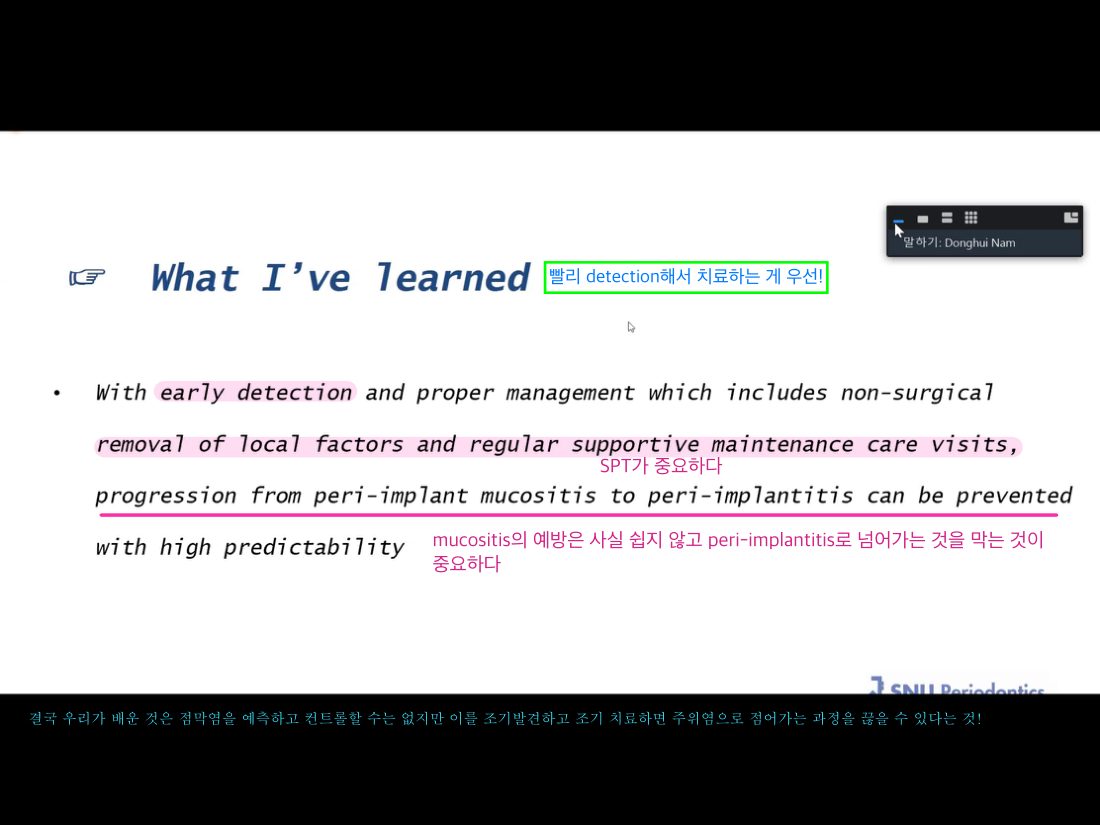 말하기: Donghui Nam
What I've learned
빨리 detection해서 치료하는 게 우선!
• With early detection and proper management which includes non-surgical
removal of local factors and regular supportive maintenance care visits,
SPT가 중요하다
progression from peri-implant mucositis to peri-implantitis can be prevented
with high predictability
mucositis의 예방은 사실 쉽지 않고 peri-implantitis로 넘어가는 것을 막는 것이
중요하다
SNU Periodontics
결국 우리가 배운 것은 점막염을 예측하고 컨트롤할 수는 없지만 이를 조기발견하고 조기 치료하면 주위염으로 점어가는 과정을 끊을 수 있다는 것!